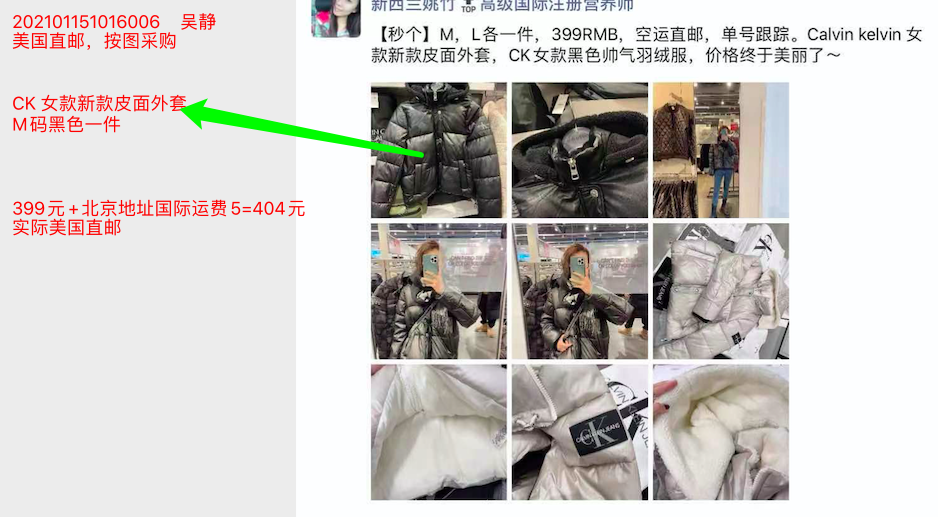 202101151016006 吴静
美国直邮，按图采购
CK 女款新款皮面外套
M码黑色一件
399元+北京地址国际运费5=404元
实际美国直邮
新西兰姚竹 TOP 高级国际注册营养师
【秒个】M，L各一件，399RMB，空运直邮，单号跟踪。Calvin kelvin 女
款新款皮面外套，CK女款黑色帅气羽绒服，价格终于美丽了～
CK
CALVIN KLEIN JEANS